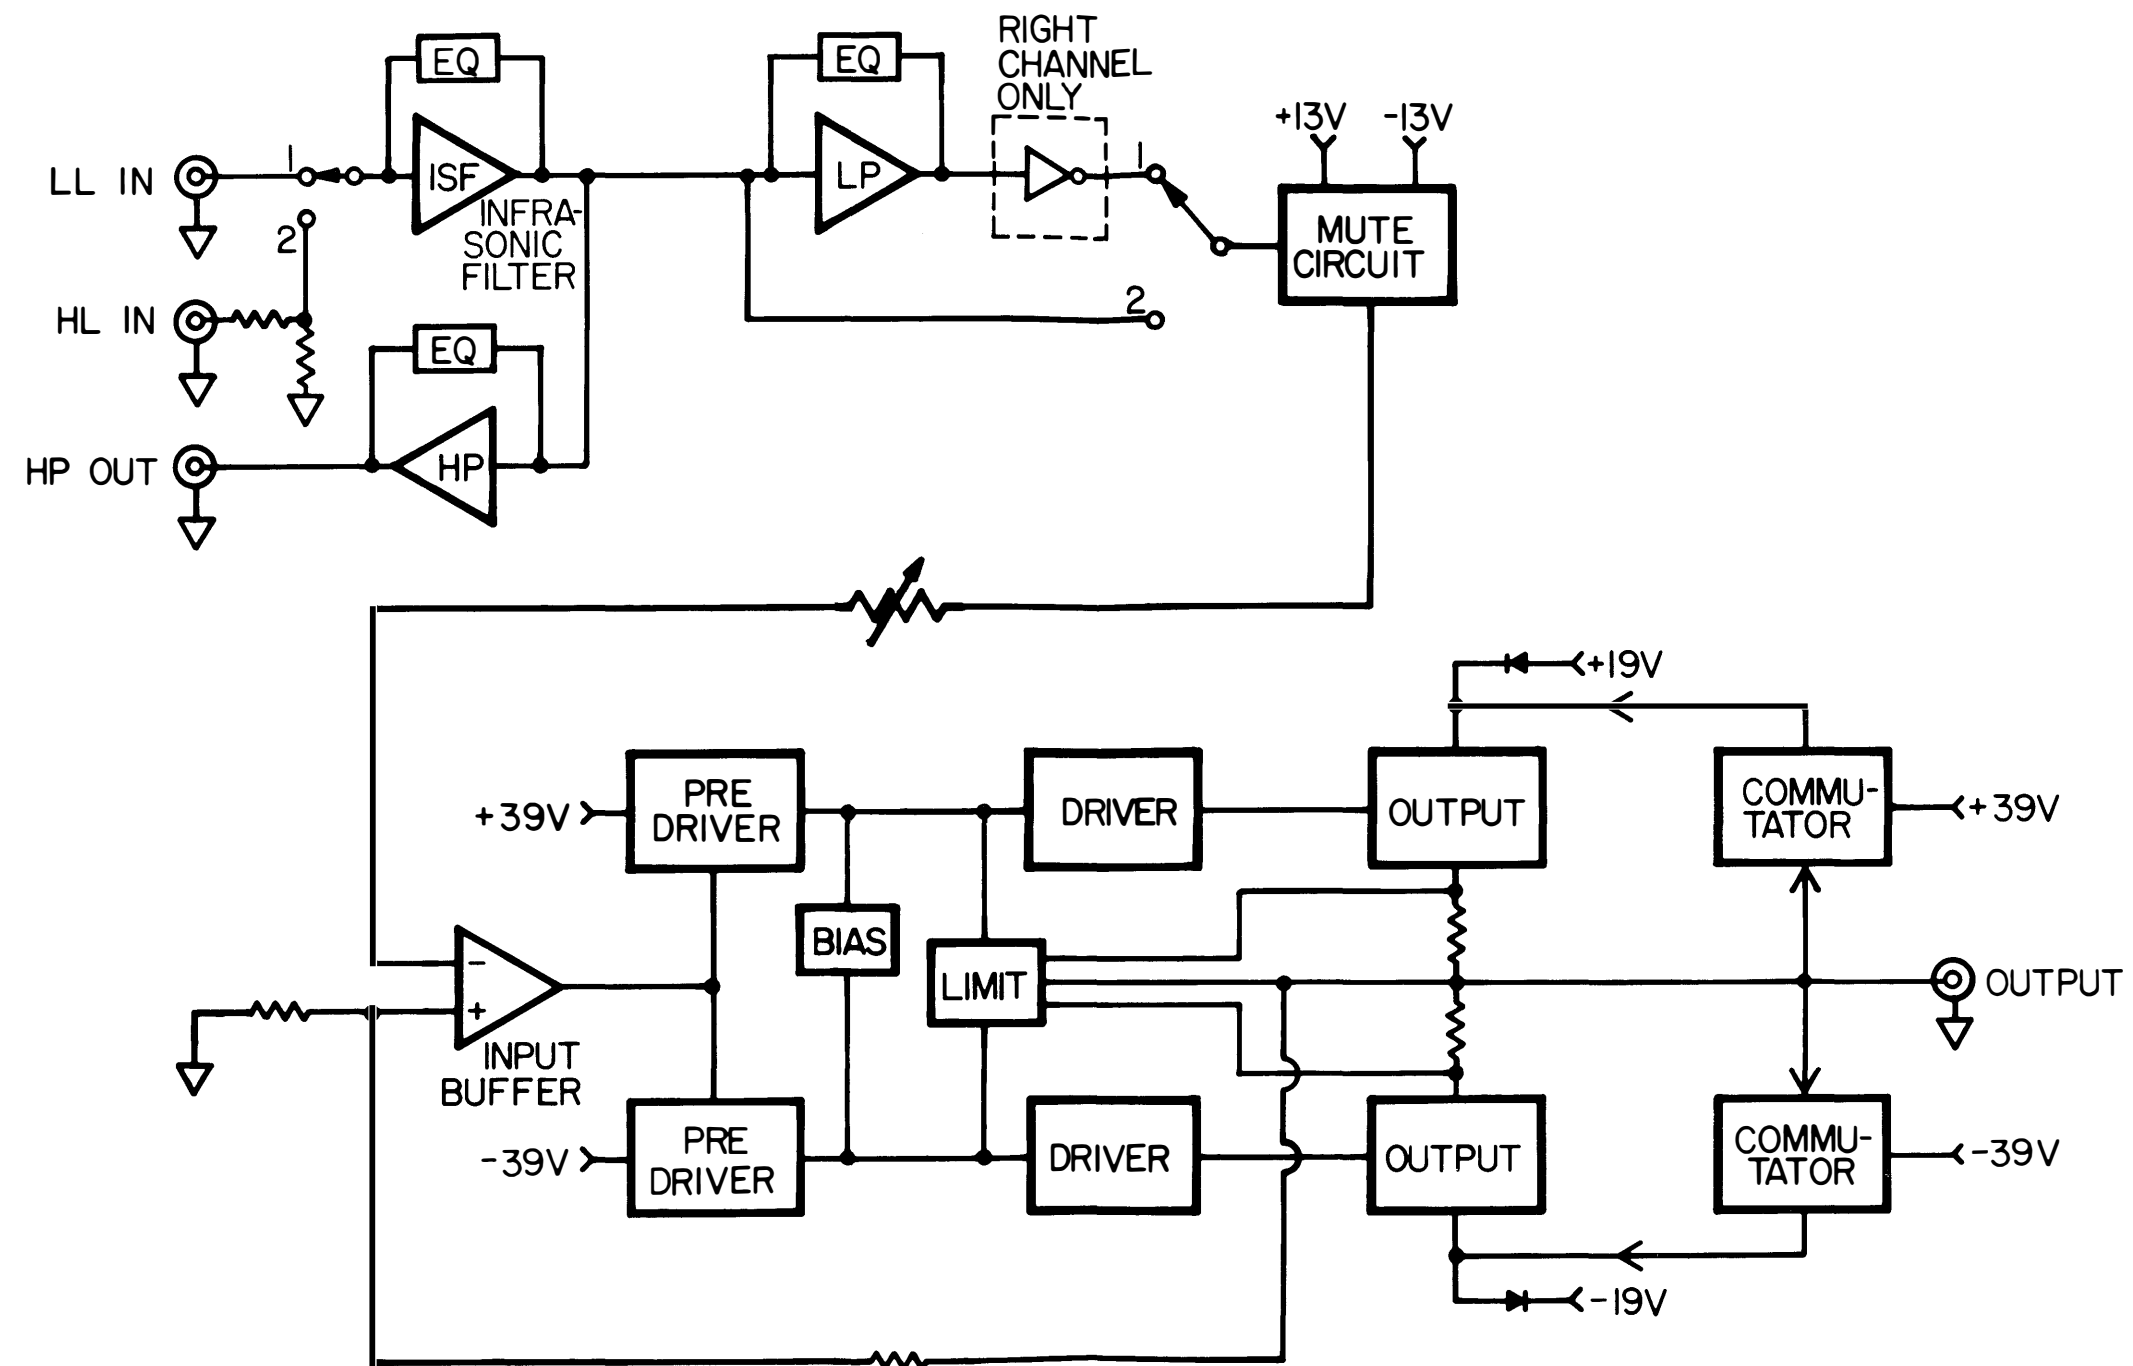 RIGHT
CHANNEL
ONLY
EQ
EQ
+13V
-13V
LL IN
1
ISF
LP
1
INFRA-
SONIC
FILTER
2
MUTE
CIRCUIT
HL IN
2
EQ
HP OUT
HP
+19V
+39V
PRE
DRIVER
DRIVER
OUTPUT
COMMU-
TATOR
+39V
BIAS
LIMIT
-
+
OUTPUT
INPUT
BUFFER
-39V
PRE
DRIVER
DRIVER
OUTPUT
COMMU-
TATOR
-39V
-19V